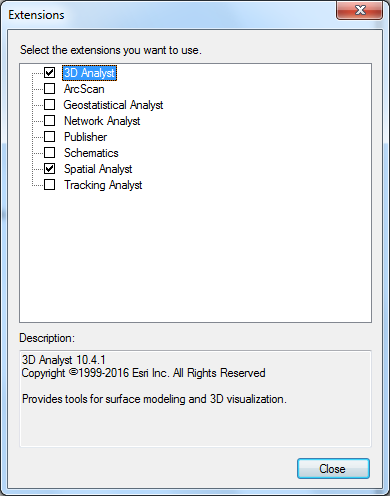 Extensions
Select the extensions you want to use.
3D Analyst
ArcScan
Geostatistical Analyst
Network Analyst
Publisher
Schematics
Spatial Analyst
Tracking Analyst
Description:
3D Analyst 10.4.1
Copyright ©1999-2016 Esri Inc. All Rights Reserved
Provides tools for surface modeling and 3D visualization.
Close